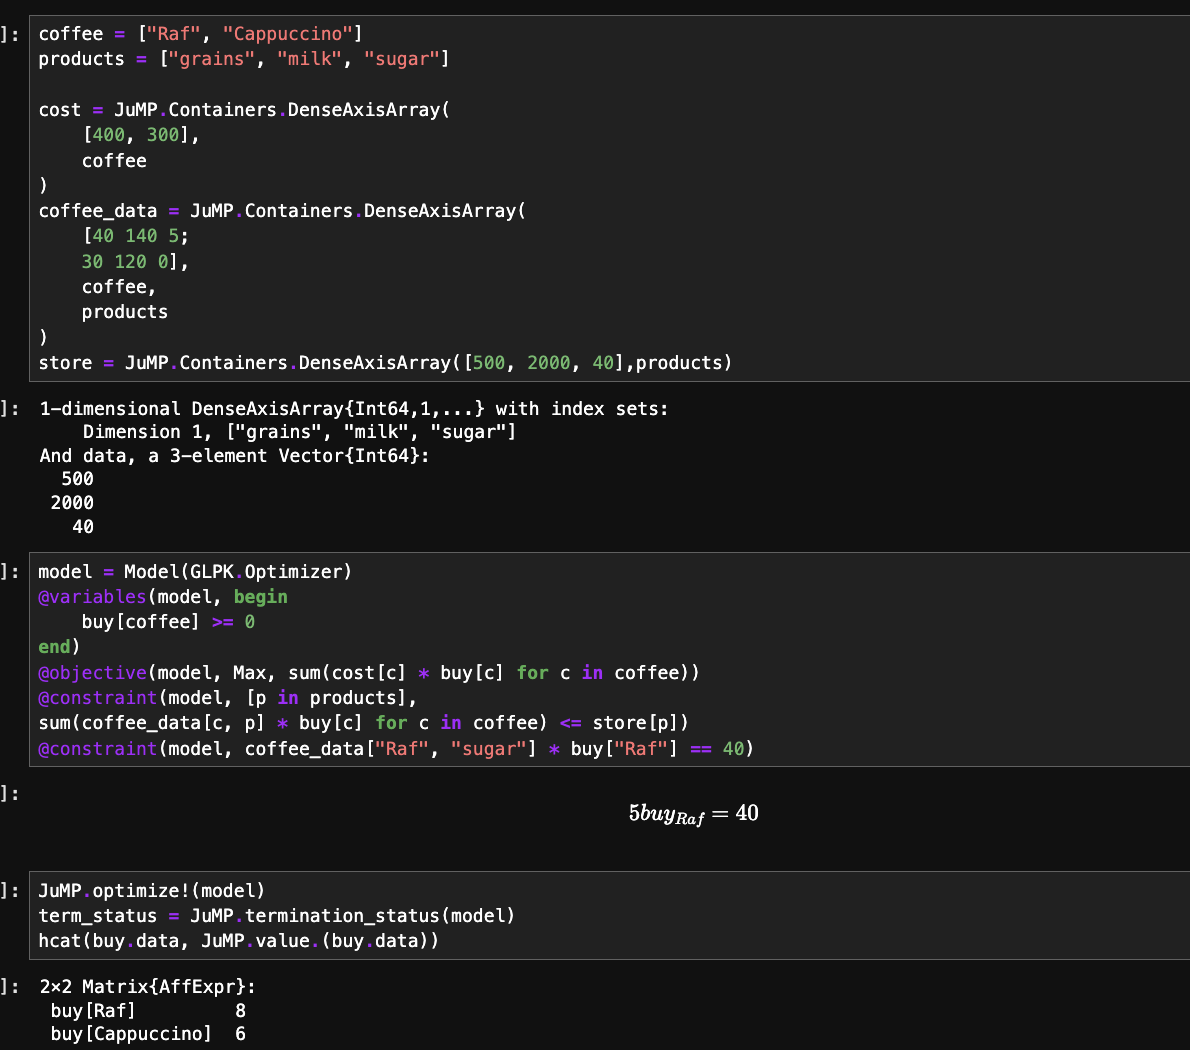 ]: coffee = ["Raf", "Cappuccino"]
products = ["grains", "milk", "sugar"]
cost = JuMP.Containers.DenseAxisArray(
    [400, 300],
    coffee
)
coffee_data = JuMP.Containers.DenseAxisArray(
    [40 140 5;
    30 120 0],
    coffee,
    products
)
store = JuMP.Containers.DenseAxisArray([500, 2000, 40],products)
]: 1-dimensional DenseAxisArray{Int64,1,...} with index sets:
    Dimension 1, ["grains", "milk", "sugar"]
And data, a 3-element Vector{Int64}:
  500
 2000
   40
]: model = Model(GLPK.Optimizer)
@variables(model, begin
    buy[coffee] >= 0
end)
@objective(model, Max, sum(cost[c] * buy[c] for c in coffee))
@constraint(model, [p in products],
sum(coffee_data[c, p] * buy[c] for c in coffee) <= store[p])
@constraint(model, coffee_data["Raf", "sugar"] * buy["Raf"] == 40)
]:
5buy_{Raf} = 40
]: JuMP.optimize!(model)
term_status = JuMP.termination_status(model)
hcat(buy.data, JuMP.value.(buy.data))
]: 2×2 Matrix{AffExpr}:
 buy[Raf]         8
 buy[Cappuccino]  6